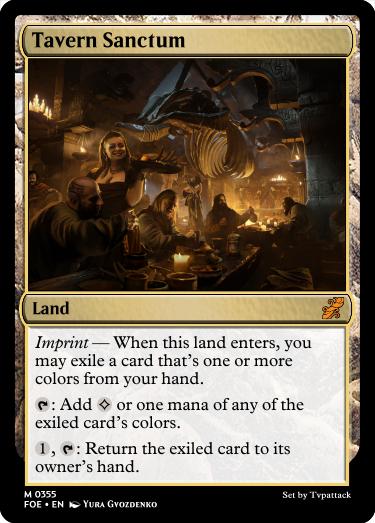 Tavern Sanctum
Land
Imprint — When this land enters, you
may exile a card that's one or more
colors from your hand.
: Add or one mana of any of the
exiled card's colors.
1 , : Return the exiled card to its
owner's hand.
M 0355
FOE • EN Yura Gvozdenko
Set by Tvpattack